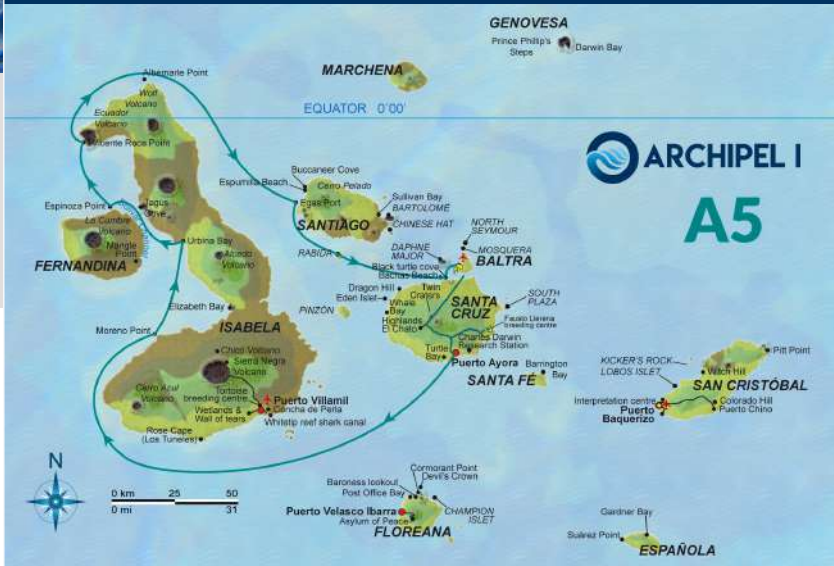 GENOVESA
Prince Phillip's
Steps
Darwin Bay
MARCHENA
Albemarle Point
Wolf
Volcano
EQUATOR 0°00'
Ecuador
Volcano
Vicente Roca Pointe
ARCHIPEL I
A5
Buccaneer Cove
Espumilla Beach
Cerro Pelado
Egas Port
Sullivan Bay
BARTOLOMÉ
SANTIAGO
CHINESE HAT
Espinoza Point
Tagus
Cove
La Cumbre
Volcano
Mangle
Point
FERNANDINA
Urbina Bay
Alcedo
Volcano
RABIDA
DAPHNE
MAJOR
NORTH
SEYMOUR
MOSQUERA
BALTRA
Black turtle cove
Bachas Beach
Dragon Hill
Eden Islet
Twin
Craters
Whale
Bay
SANTA
CRUZ
SOUTH
PLAZA
Highlands
El Chato
Fausto Llerena
breeding centre
Charles Darwin
Research Station
Turtle
Bay
Puerto Ayora
PINZÓN
Elizabeth Bay
ISABELA
Moreno Point
Chico Volcano
Sierra Negra
Volcano
Cerro Azul
Volcano
Tortoise
breeding centre
Puerto Villamil
Concha de Perla
Wetlands &
Wall of tears
Whitetip reef shark canal
Rose Cape
(Los Tuneles)
SANTA FÉ
Barrington
Bay
KICKER'S ROCK
LOBOS ISLET
Pitt Point
Witch Hill
SAN CRISTÓBAL
Interpretation centre
Puerto
Baquerizo
Colorado Hill
Puerto Chino
N
0 km 25 50
0 mi 31
Cormorant Point
Devil's Crown
Baroness lookout
Post Office Bay
Puerto Velasco Ibarra
Asylum of Peace
CHAMPION
ISLET
FLOREANA
Gardner Bay
Suárez Point
ESPAÑOLA